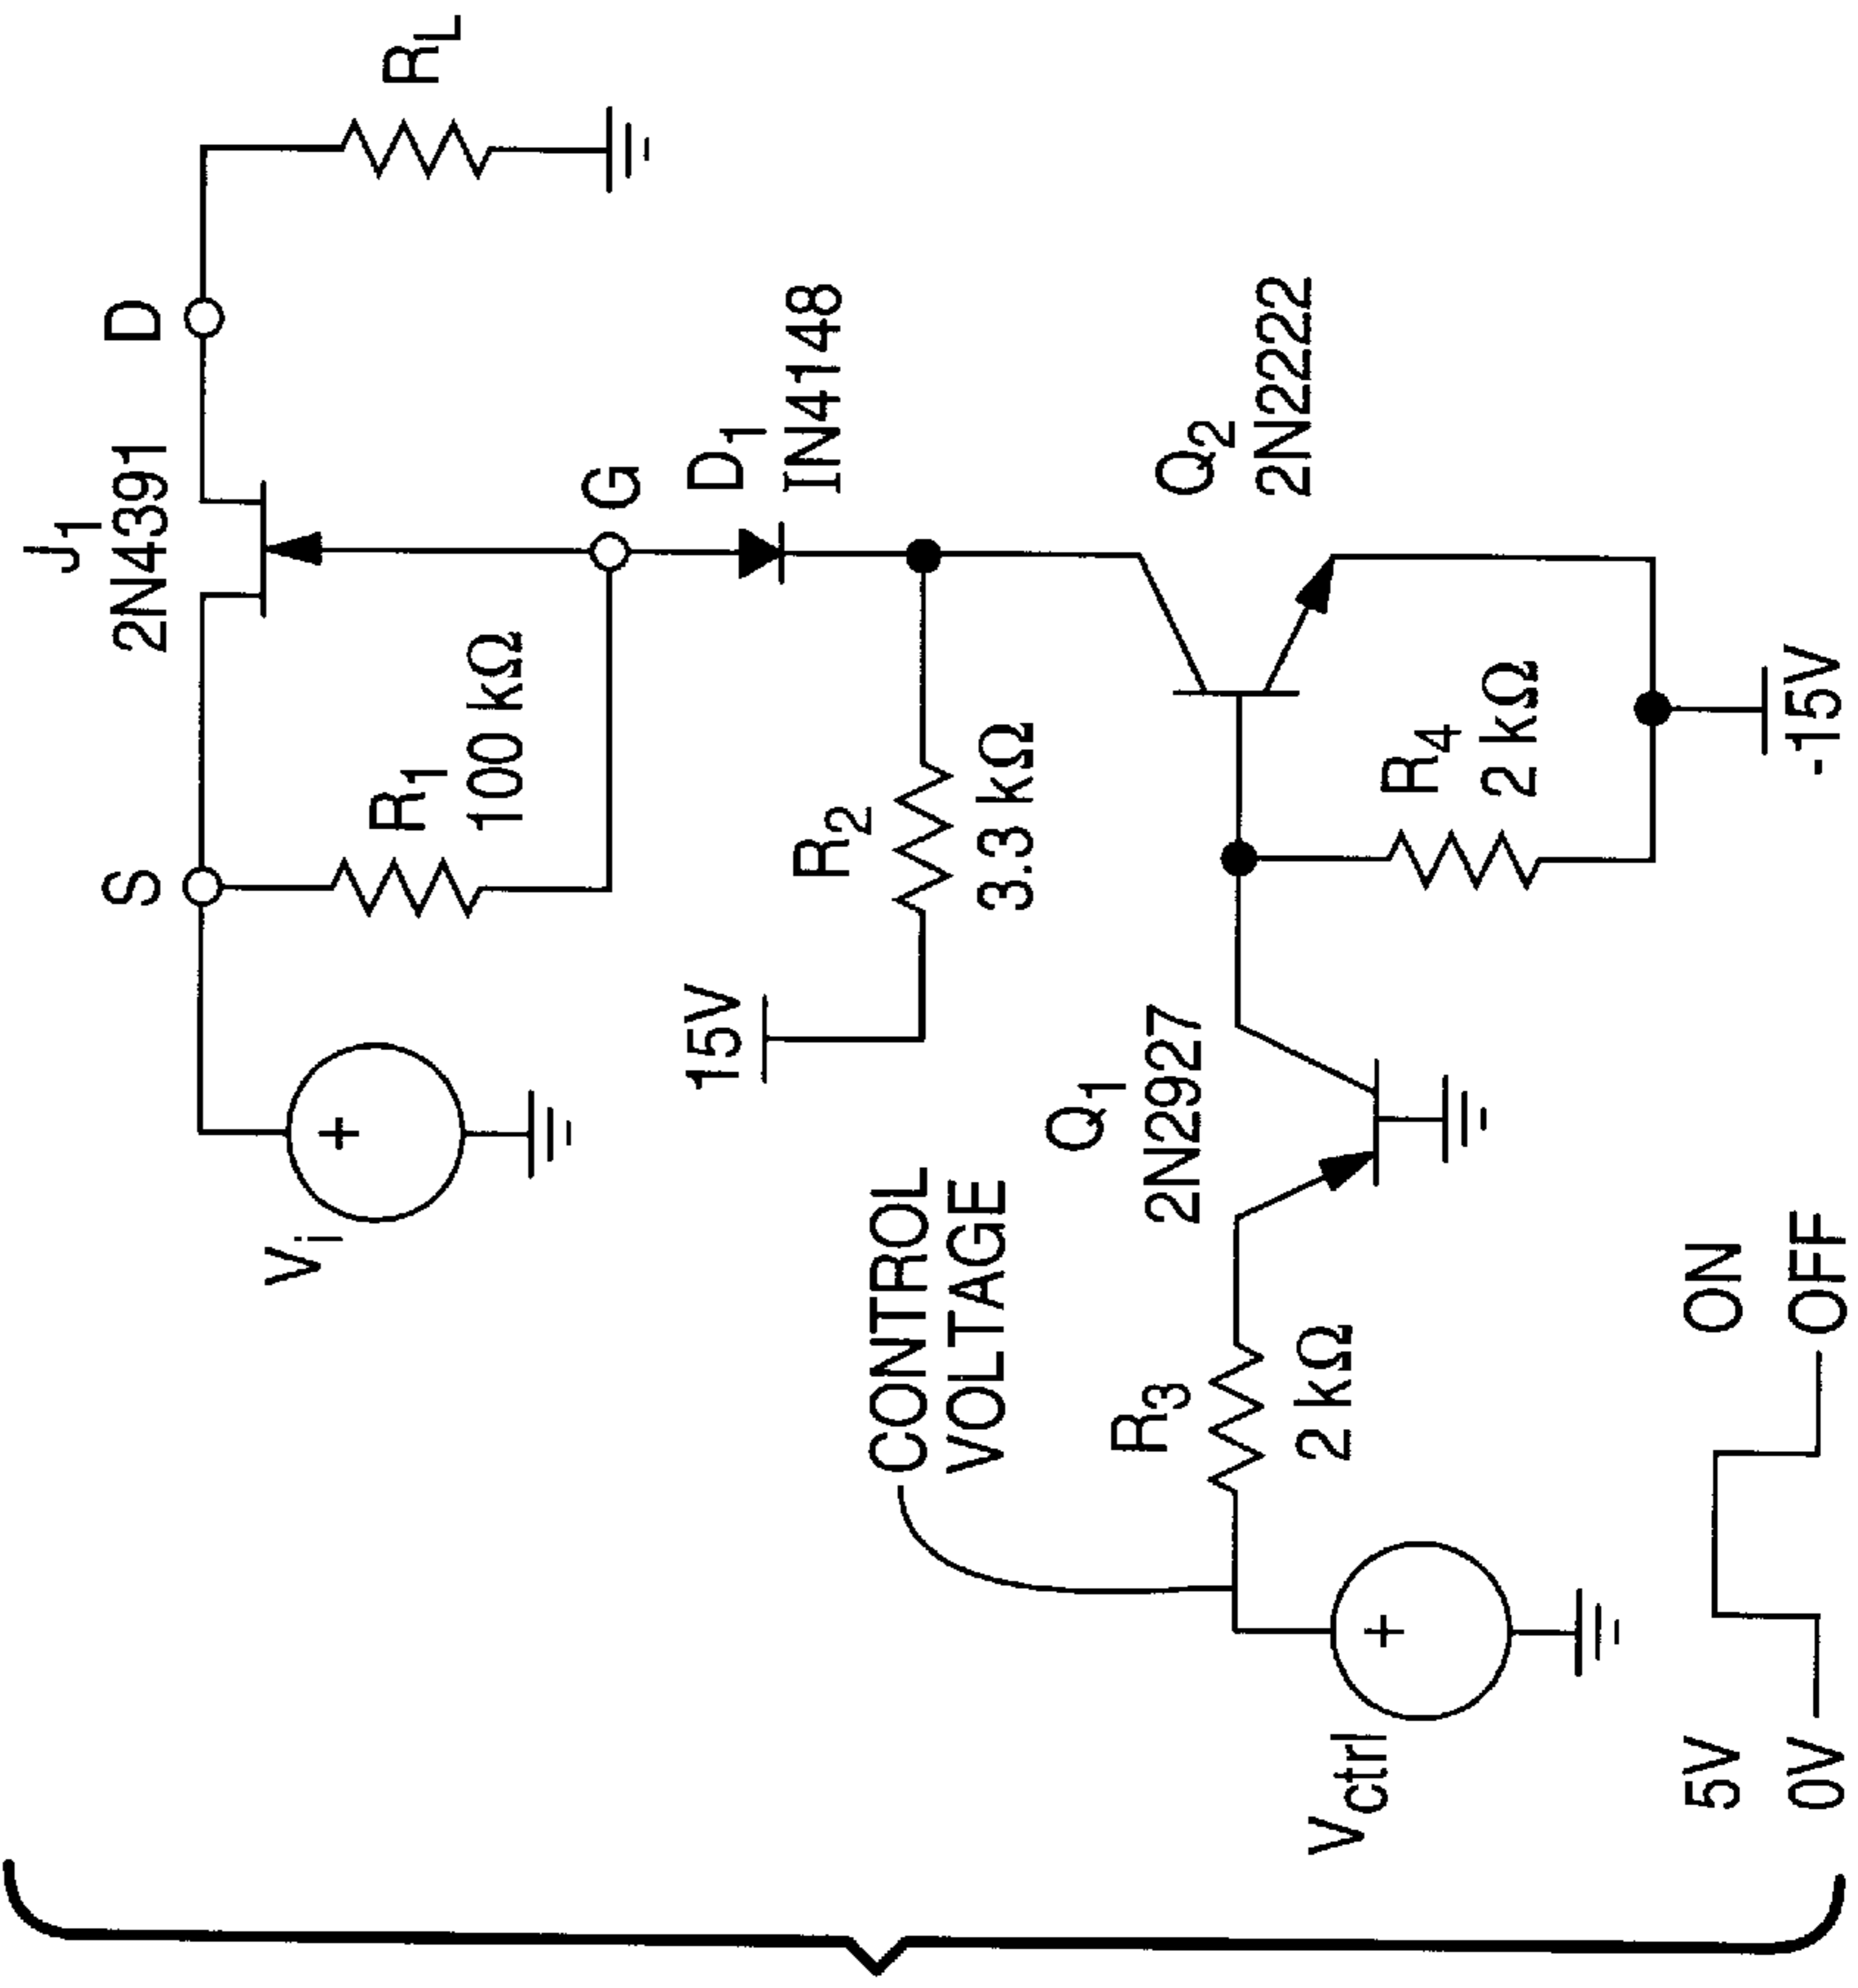 J1
2N4391
S
D
RL
R1
100 kΩ
G
Vi
D1
IN4148
15V
R2
3.3 kΩ
CONTROL
VOLTAGE
Q1
2N2927
Q2
2N2222
R3
2 kΩ
R4
2 kΩ
-15V
Vctrl
5V
ON
0V
OFF
+
+